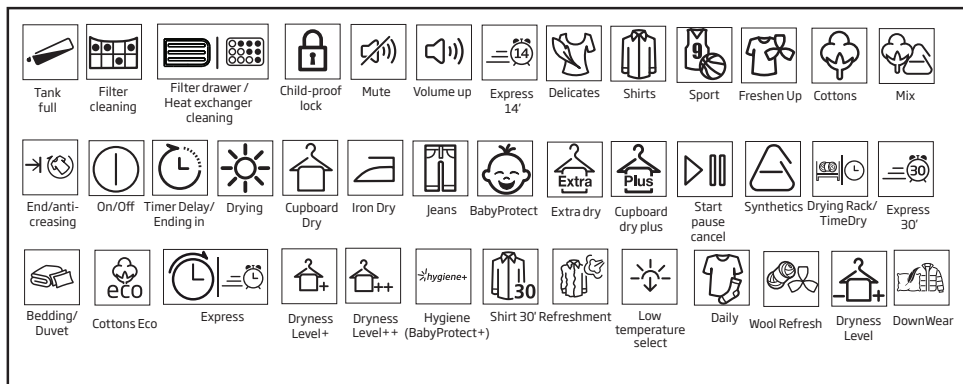 14
9
Tank
full
Filter
cleaning
Filter drawer /
Heat exchanger
cleaning
Child-proof
lock
Mute
Volume up
Express
14'
Delicates
Shirts
Sport
Freshen Up
Cottons
Mix
Extra
Plus
30
End/anti-
creasing
On/Off
Timer Delay/
Ending in
Drying
Cupboard
Dry
Iron Dry
Jeans
BabyProtect
Extra dry
Cupboard
dry plus
Start
pause
cancel
Synthetics
Drying Rack/
TimeDry
Express
30'
eco
+
++
hygiene+
30
- +
Bedding/
Duvet
Cottons Eco
Express
Dryness
Level+
Dryness
Level++
Hygiene
(BabyProtect+)
Shirt 30'
Refreshment
Low
temperature
select
Daily
Wool Refresh
Dryness
Level
DownWear